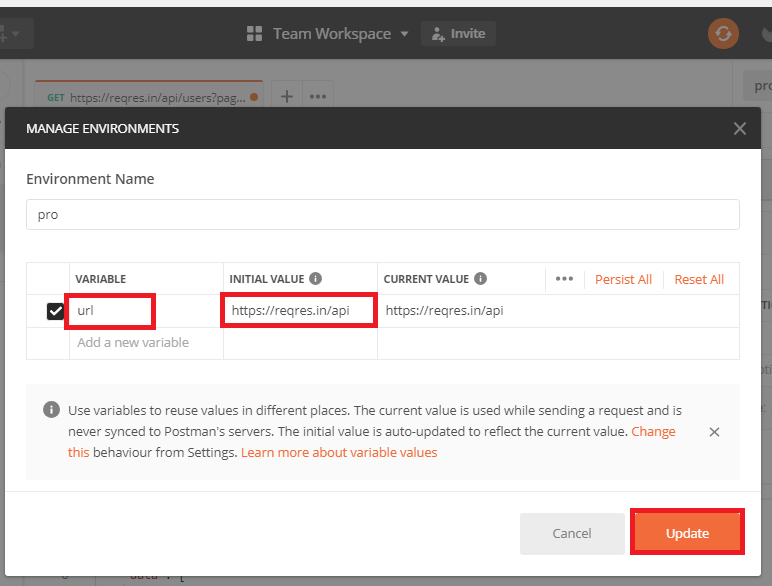 Team Workspace
Invite
GET https://reqres.in/api/users?pag...
pro
MANAGE ENVIRONMENTS
Environment Name
pro
VARIABLE INITIAL VALUE CURRENT VALUE Persist All Reset All
url https://reqres.in/api https://reqres.in/api
Add a new variable
Use variables to reuse values in different places. The current value is used while sending a request and is
never synced to Postman's servers. The initial value is auto-updated to reflect the current value. Change
this behaviour from Settings. Learn more about variable values
Cancel Update